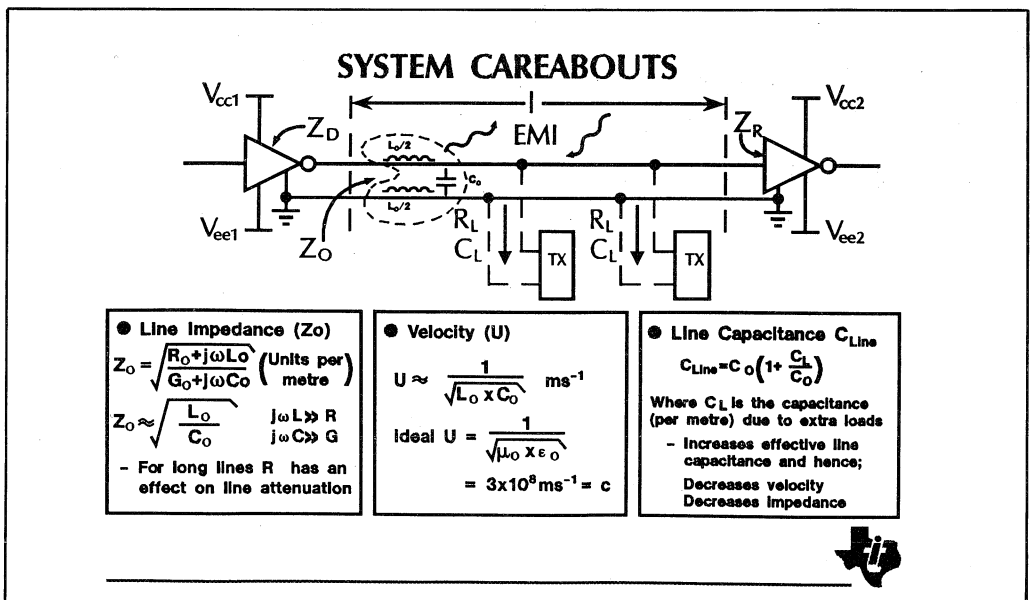 SYSTEM CAREABOUTS
Vcc1
l
Vcc2
ZD
EMI
ZR
Lo/2
Co
Lo/2
Vee1
ZO
RL
CL
TX
RL
CL
TX
Vee2
● Line Impedance (Zo)
ZO = √((RO+jωLo)/(GO+jωCo)) (Units per metre)
ZO ≈ √(LO/CO) jωL≫ R
jωC≫ G
– For long lines R has an
effect on line attenuation
● Velocity (U)
U ≈ 1/√(LO x CO) ms⁻¹
Ideal U = 1/√(μO x εO)
= 3x10⁸ms⁻¹ = c
● Line Capacitance CLine
CLine=CO(1+ CL/CO)
Where CL is the capacitance
(per metre) due to extra loads
– Increases effective line
capacitance and hence;
Decreases velocity
Decreases impedance